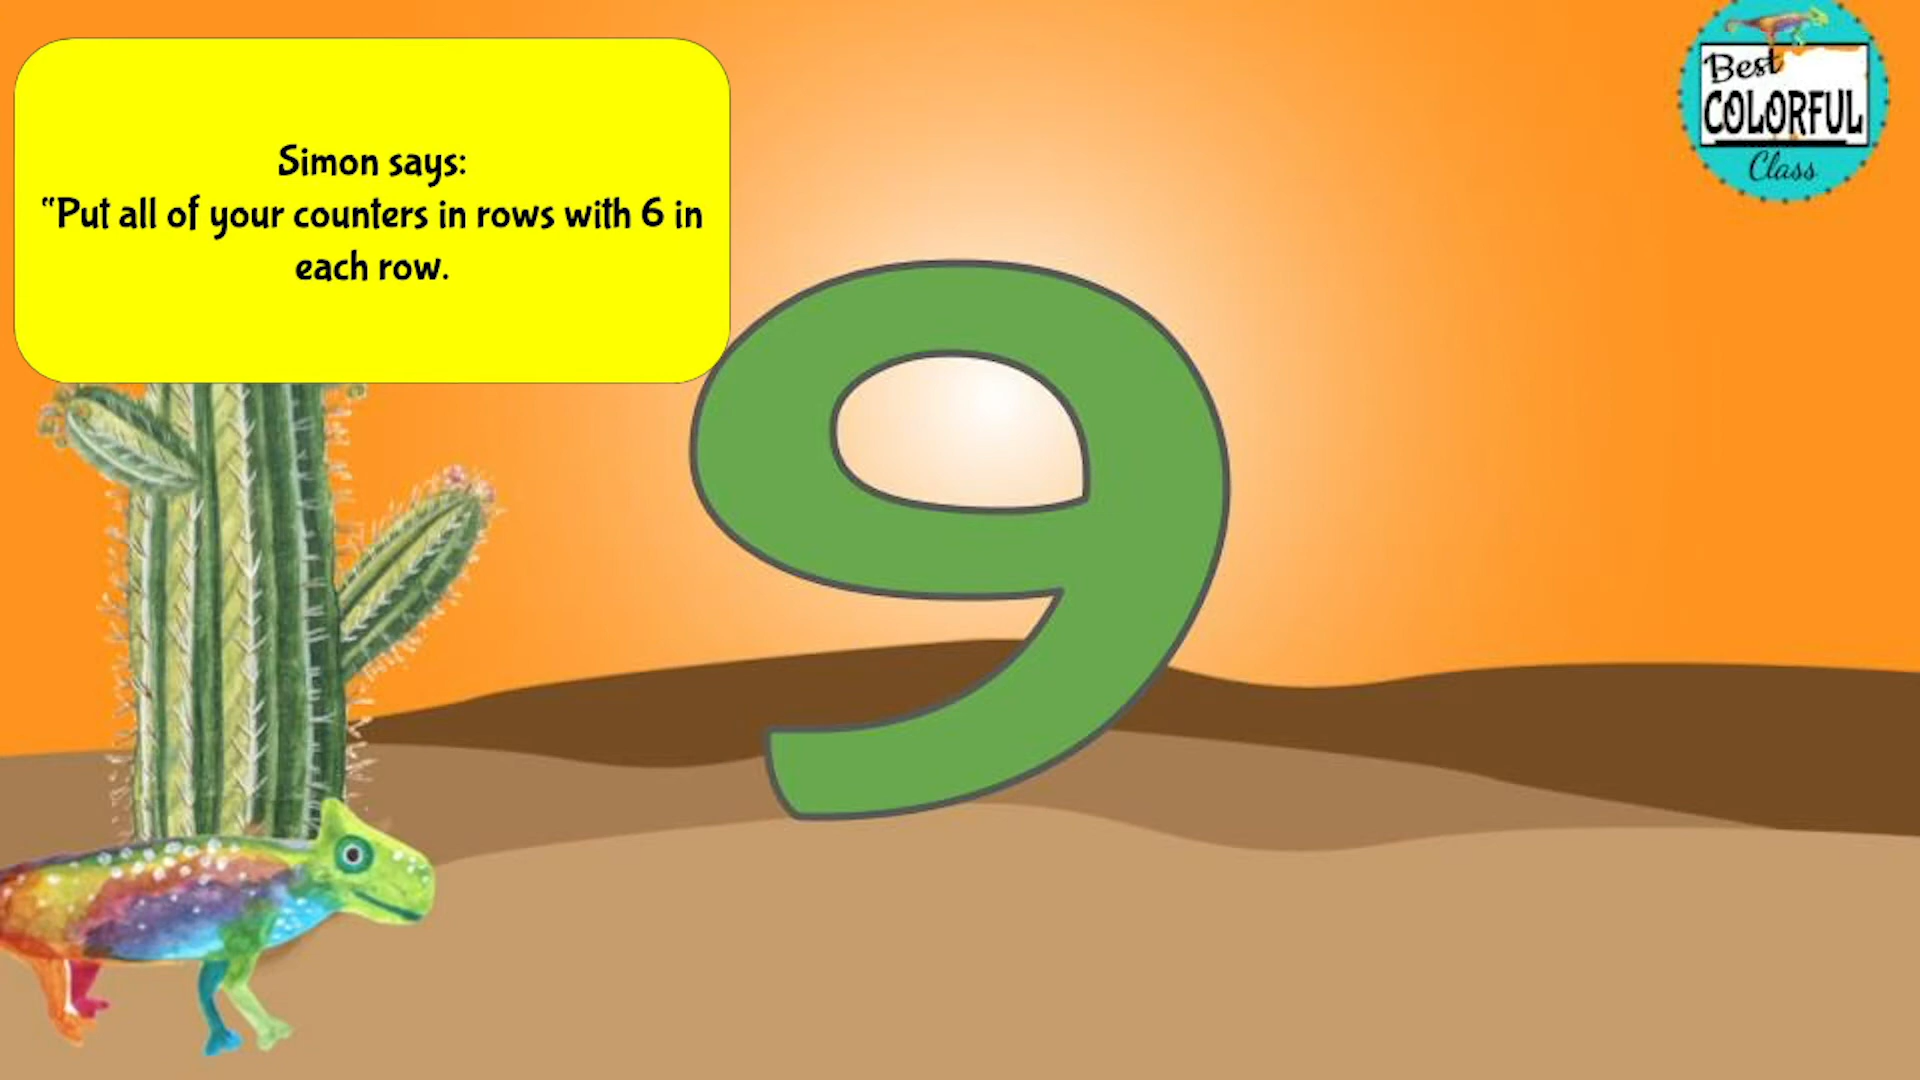 Simon says:
"Put all of your counters in rows with 6 in
each row.
9
Best
COLORFUL
Class